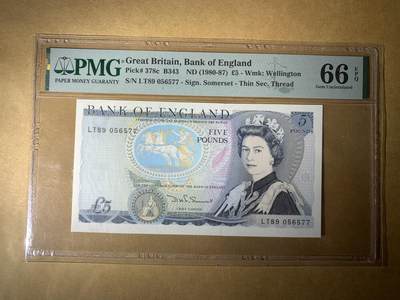 PMG
PAPER MONEY GUARANTY
Great Britain, Bank of England
Pick# 378c B343 ND (1980-87) £5 - Wmk: Wellington
S/N LT89 056577 - Sign. Somerset - Thin Sec. Thread
66 EPQ
Gem Uncirculated
BANK OF ENGLAND
LT89 056577
FIVE
POUNDS
£5
POUNDS
£5
LT89 056577